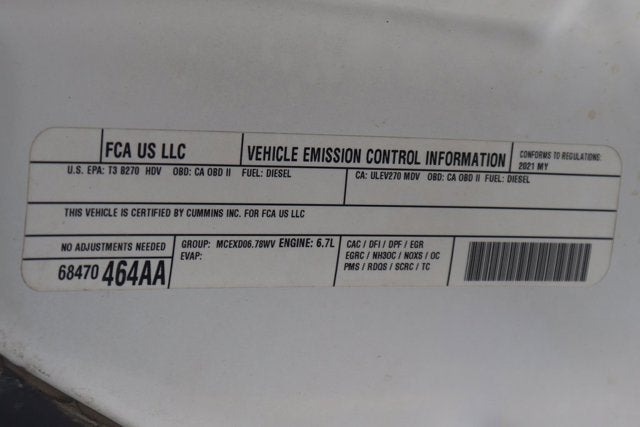 FCA US LLC
VEHICLE EMISSION CONTROL INFORMATION
CONFORMS TO REGULATIONS:
2021 MY
U.S. EPA: T3 B270 HDV OBD: CA OBD II FUEL: DIESEL
CA: ULEV270 MDV OBD: CA OBD II FUEL: DIESEL
THIS VEHICLE IS CERTIFIED BY CUMMINS INC. FOR FCA US LLC
NO ADJUSTMENTS NEEDED
68470 464AA
GROUP: MCEXD06.78WV ENGINE: 6.7L
EVAP:
CAC / DFI / DPF / EGR
EGRC / NH3OC / NOXS / OC
PMS / RDQS / SCRC / TC